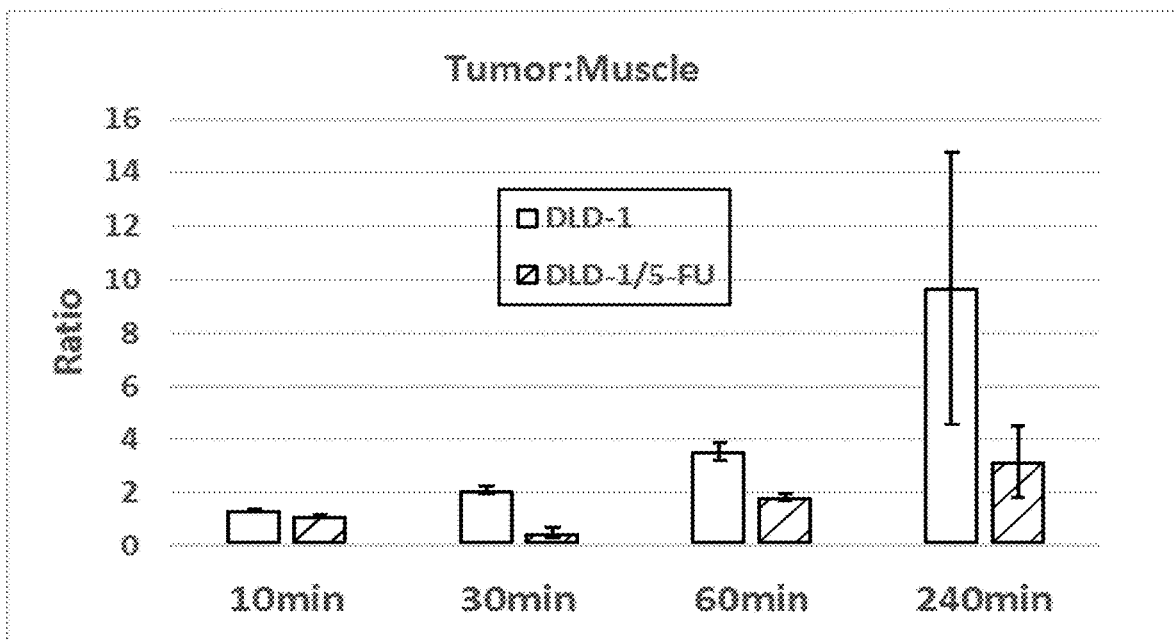 Tumor:Muscle
16
14
12
10
8
6
4
2
0
Ratio
DLD-1
DLD-1/5-FU
10min
30min
60min
240min